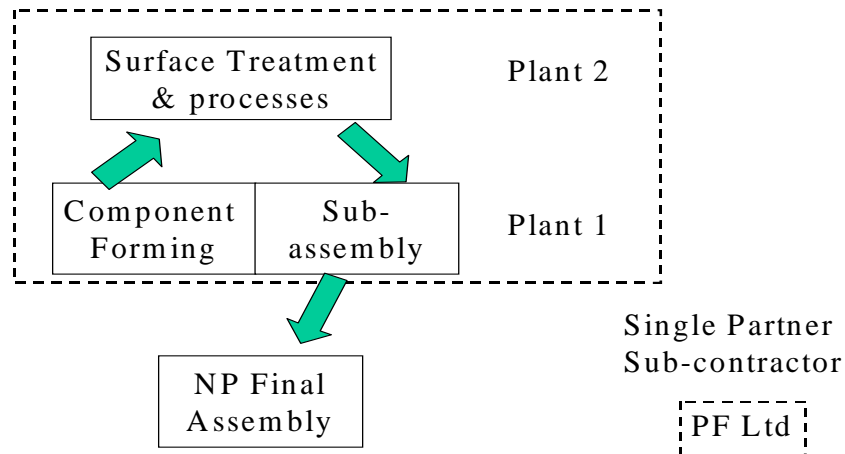 Surface Treatment
& processes
Plant 2
Component
Forming
Sub-
assembly
Plant 1
Single Partner
Sub-contractor
NP Final
Assembly
PF Ltd